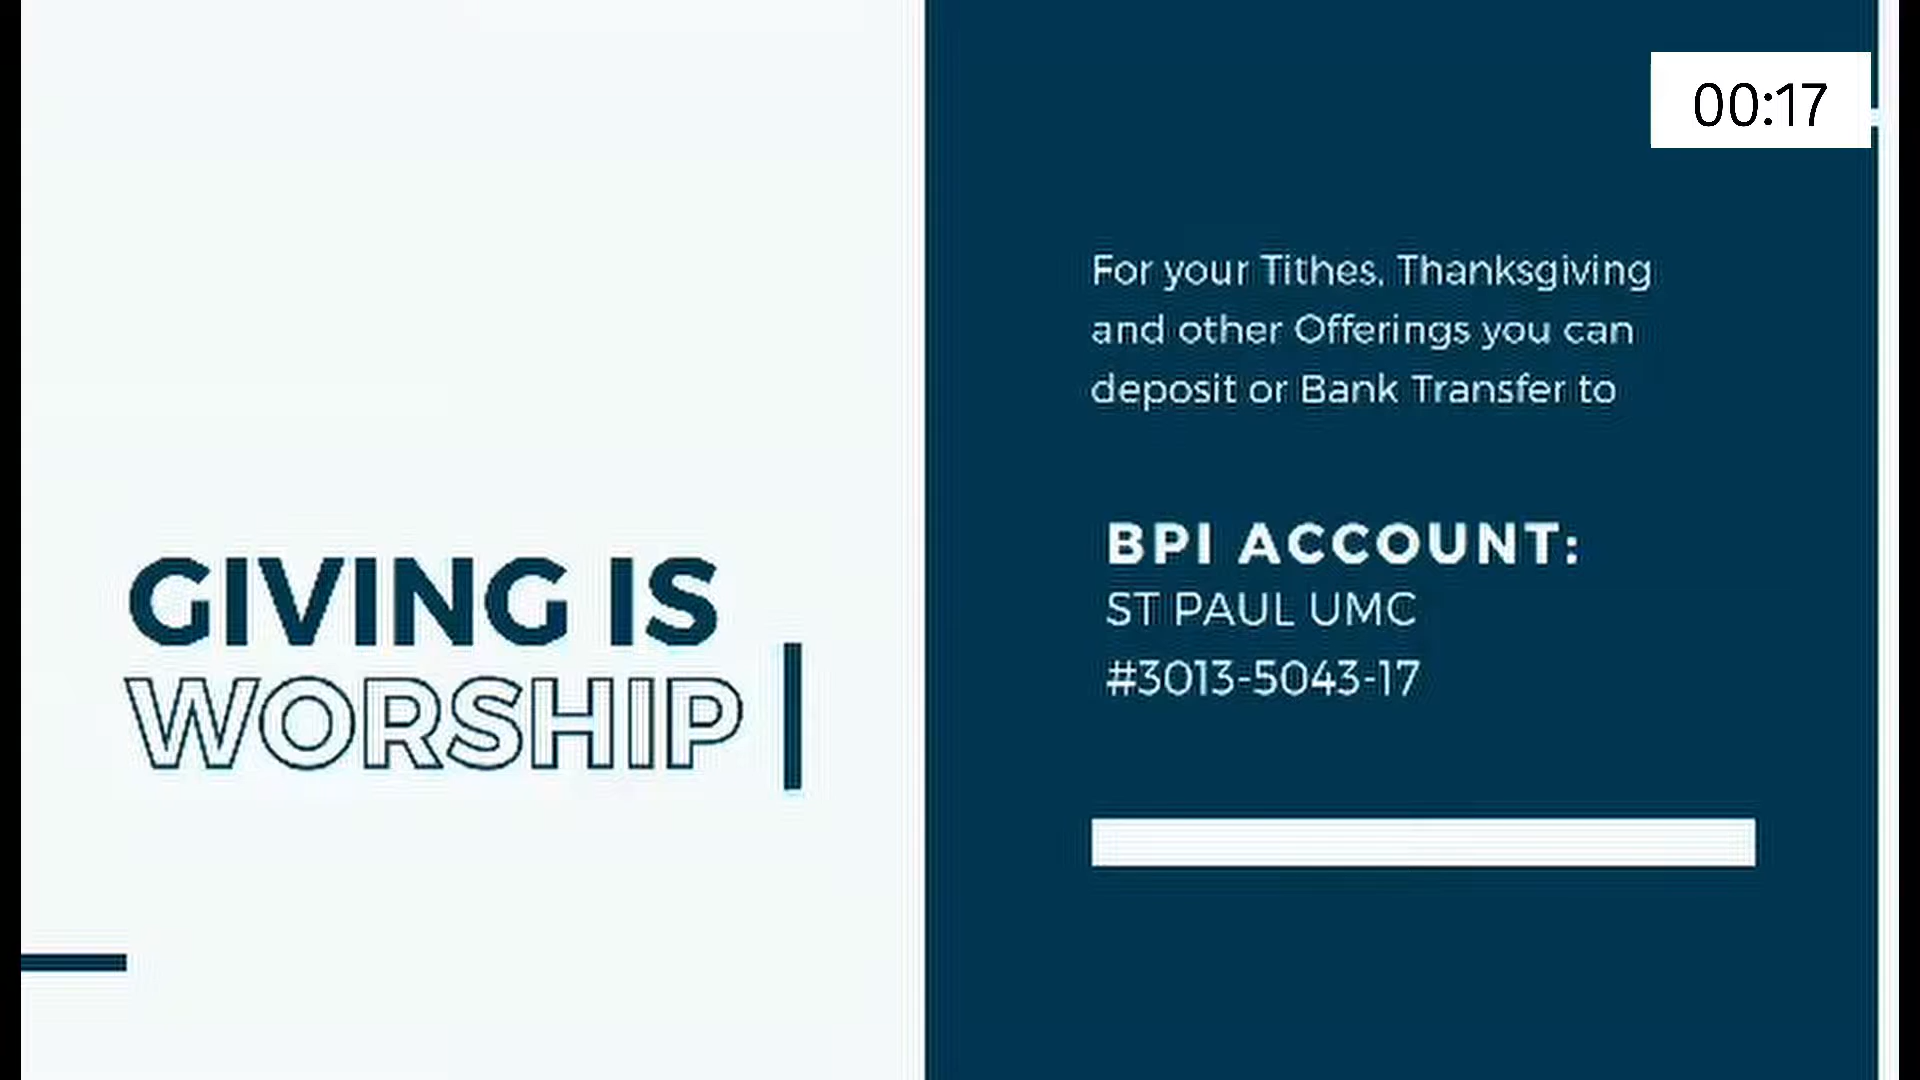 00:17
GIVING IS
WORSHIP
For your Tithes, Thanksgiving
and other Offerings you can
deposit or Bank Transfer to
BPI ACCOUNT:
ST PAUL UMC
#3013-5043-17